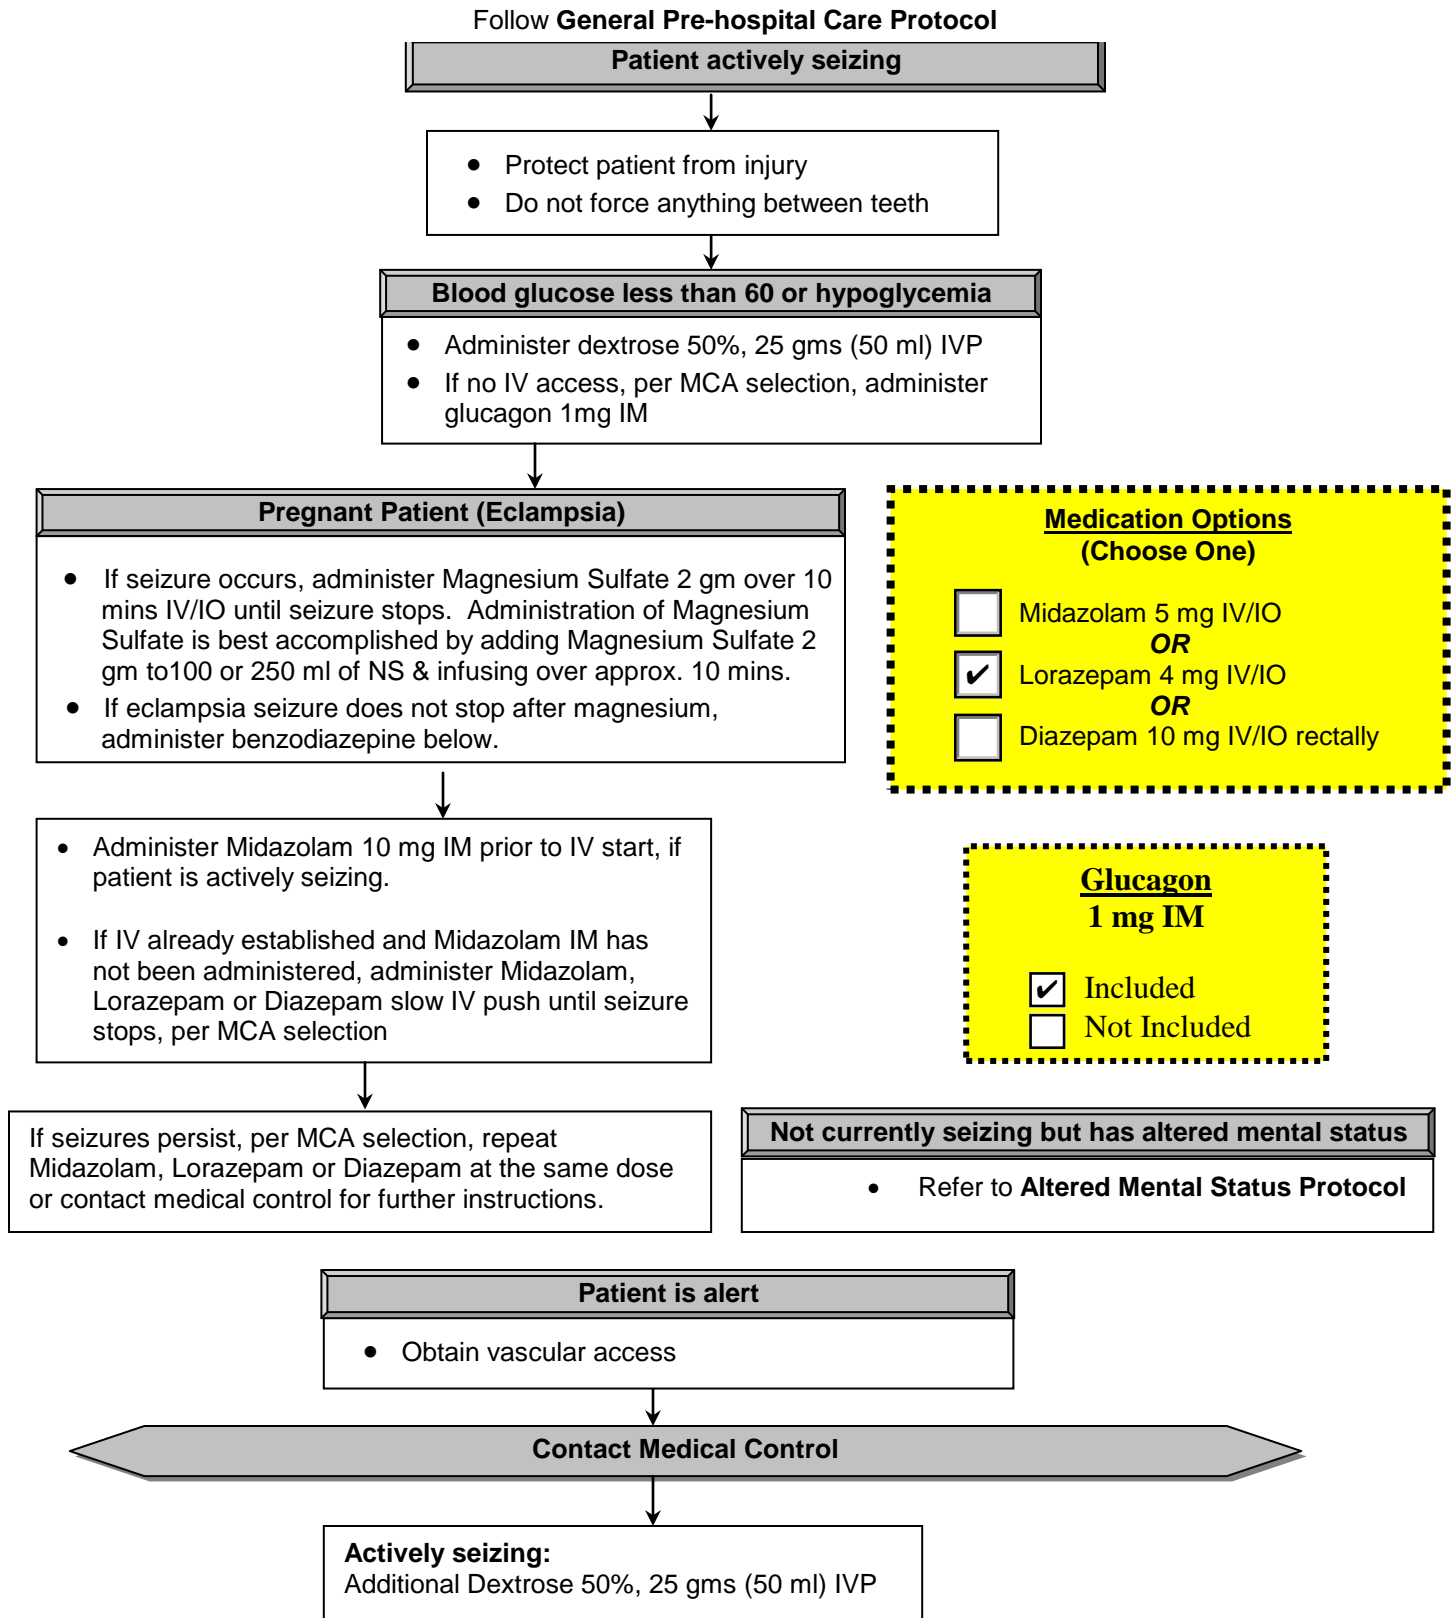 Follow General Pre-hospital Care Protocol
Patient actively seizing
• Protect patient from injury
• Do not force anything between teeth
Blood glucose less than 60 or hypoglycemia
• Administer dextrose 50%, 25 gms (50 ml) IVP
• If no IV access, per MCA selection, administer
glucagon 1mg IM
Pregnant Patient (Eclampsia)
• If seizure occurs, administer Magnesium Sulfate 2 gm over 10
mins IV/IO until seizure stops. Administration of Magnesium
Sulfate is best accomplished by adding Magnesium Sulfate 2
gm to100 or 250 ml of NS & infusing over approx. 10 mins.
• If eclampsia seizure does not stop after magnesium,
administer benzodiazepine below.
Medication Options
(Choose One)
Midazolam 5 mg IV/IO
OR
✔ Lorazepam 4 mg IV/IO
OR
Diazepam 10 mg IV/IO rectally
• Administer Midazolam 10 mg IM prior to IV start, if
patient is actively seizing.
• If IV already established and Midazolam IM has
not been administered, administer Midazolam,
Lorazepam or Diazepam slow IV push until seizure
stops, per MCA selection
Glucagon
1 mg IM
✔ Included
Not Included
If seizures persist, per MCA selection, repeat
Midazolam, Lorazepam or Diazepam at the same dose
or contact medical control for further instructions.
Not currently seizing but has altered mental status
• Refer to Altered Mental Status Protocol
Patient is alert
• Obtain vascular access
Contact Medical Control
Actively seizing:
Additional Dextrose 50%, 25 gms (50 ml) IVP